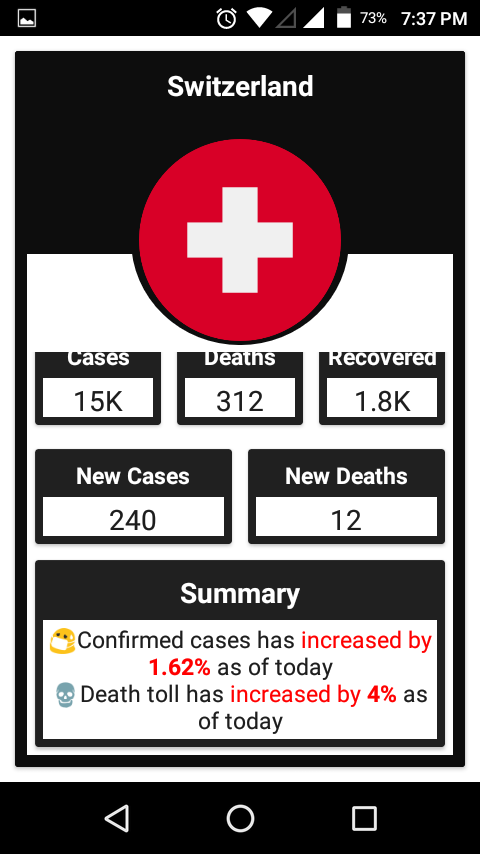 73% 7:37 PM
Switzerland
Cases Deaths Recovered
15K 312 1.8K
New Cases New Deaths
240 12
Summary
😷Confirmed cases has increased by
1.62% as of today
💀Death toll has increased by 4% as
of today